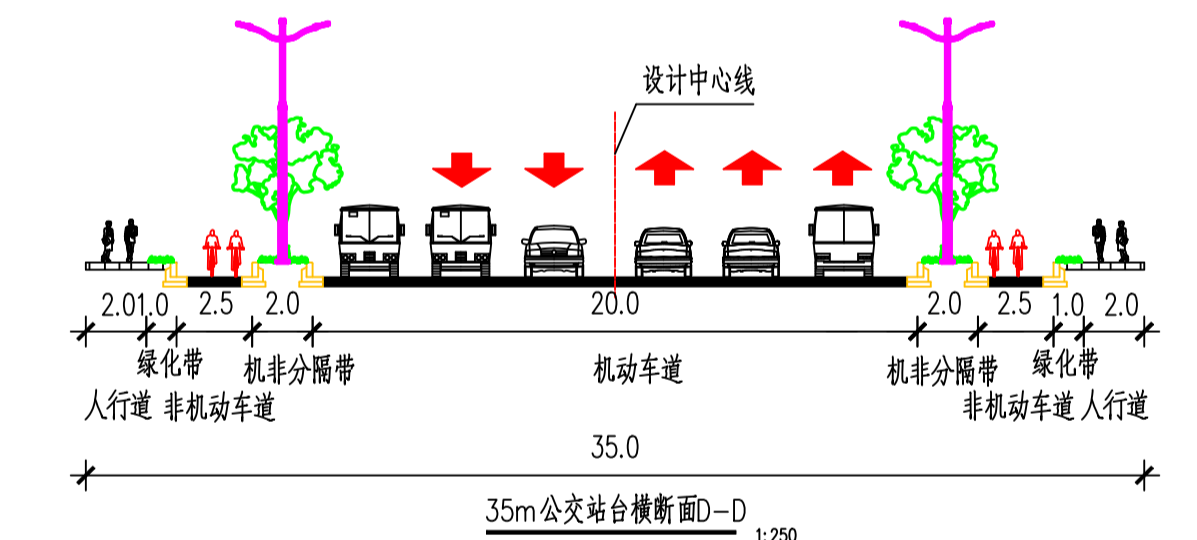 设计中心线
2.0 1.0 2.5 2.0 20.0 2.0 2.5 1.0 2.0
绿化带 机非分隔带 机动车道 机非分隔带 绿化带
人行道 非机动车道 非机动车道 人行道
35.0
35m公交站台横断面D-D
1:250